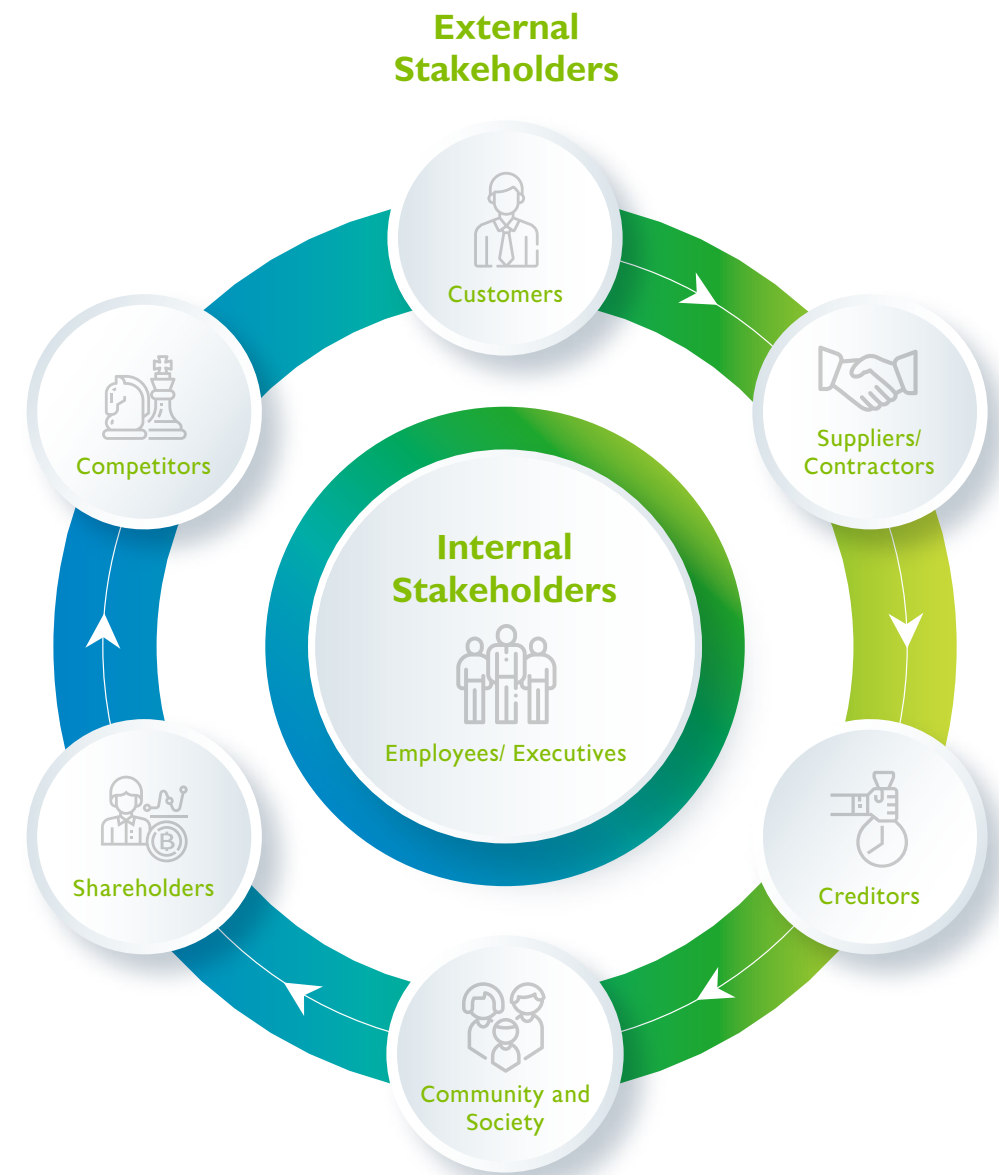 External
Stakeholders
Customers
Suppliers/
Contractors
Creditors
Community and
Society
Shareholders
Competitors
Internal
Stakeholders
Employees/ Executives